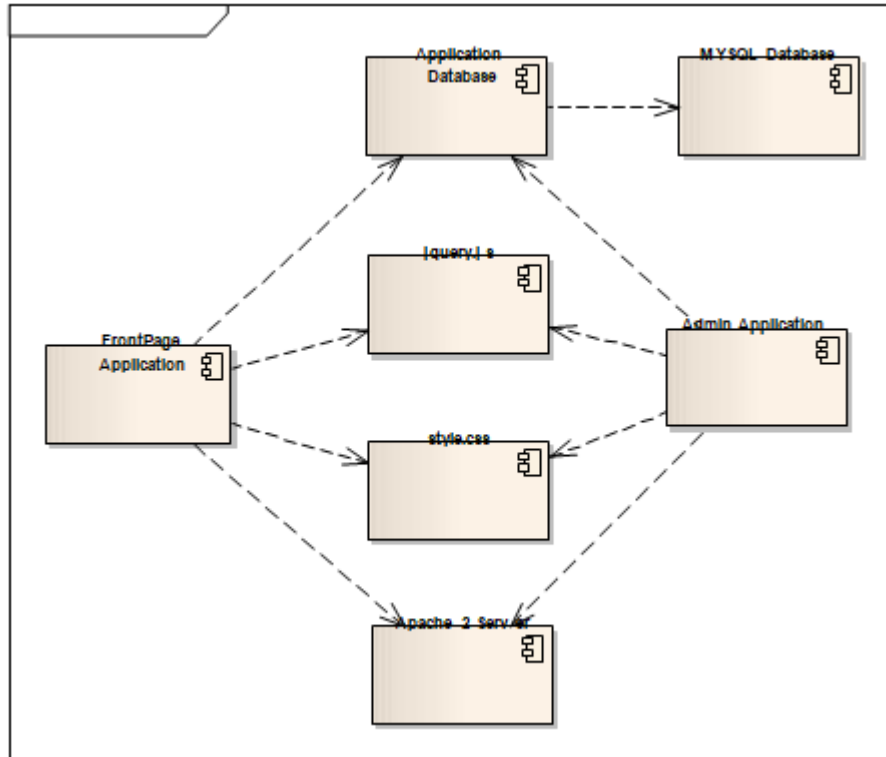 Application
Database
MYSQL Database
jquery.js
FrontPage
Application
Admin Application
style.css
Apache 2 Server